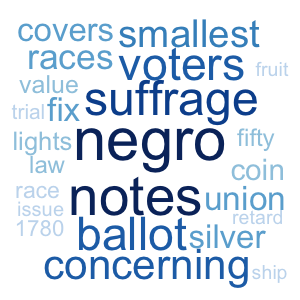 covers smallest
races voters fruit
value
trial fix suffrage
lights negro fifty
law coin
race notes union
issue retard
1780 ballot silver
concerning ship